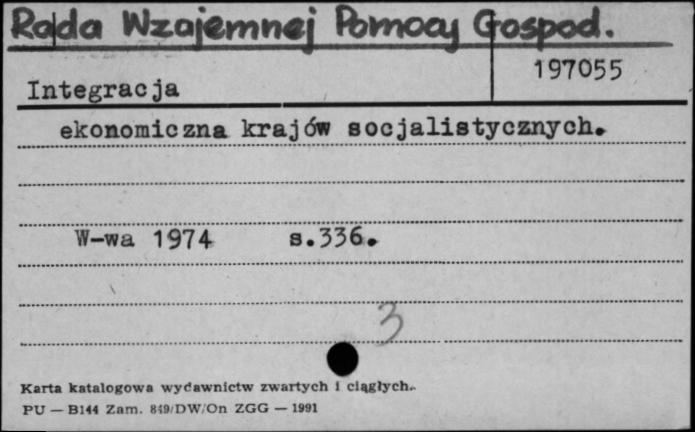 Rada Wzajemnej Pomocy Gospod.
197055
Integracja
ekonomiczna krajów socjalistycznych.
W-wa 1974 s.336.
3
Karta katalogowa wydawnictw zwartych i ciągłych.
PU — B144 Zam. 849/DW/On ZGG — 1991